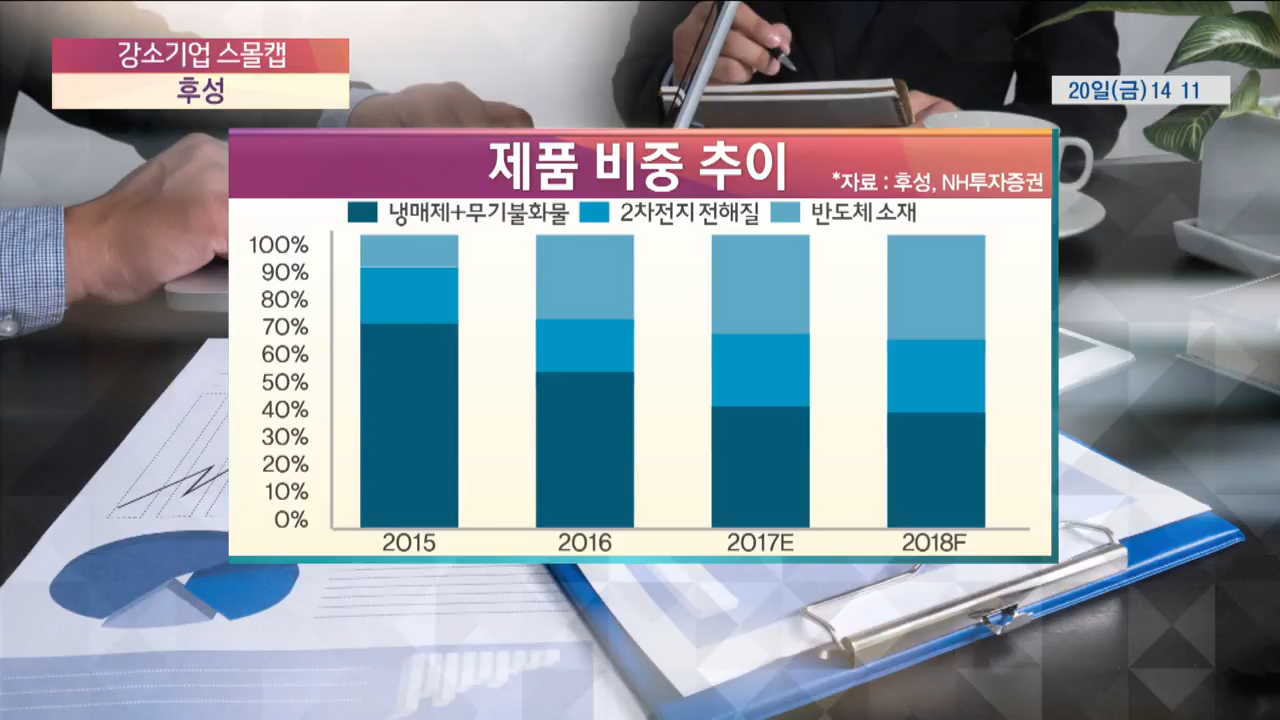 강소기업 스몰캡
후성
20일(금) 14 11
제품 비중 추이
*자료 : 후성, NH투자증권
냉매제+무기불화물 2차전지 전해질 반도체 소재
100%
90%
80%
70%
60%
50%
40%
30%
20%
10%
0%
2015 2016 2017E 2018F